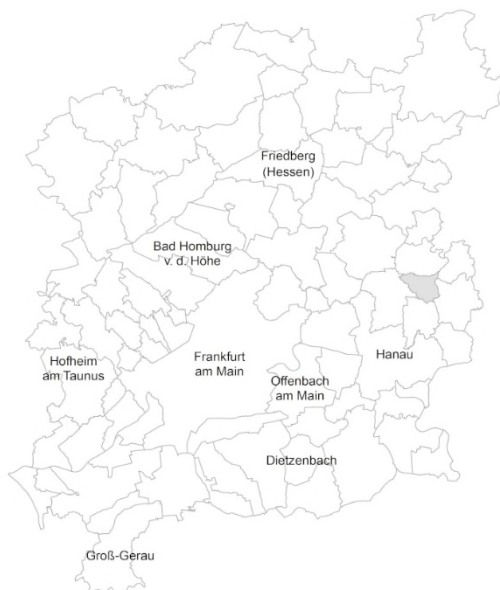 Friedberg
(Hessen)
Bad Homburg
v. d. Höhe
Hofheim
am Taunus
Frankfurt
am Main
Hanau
Offenbach
am Main
Dietzenbach
Groß-Gerau